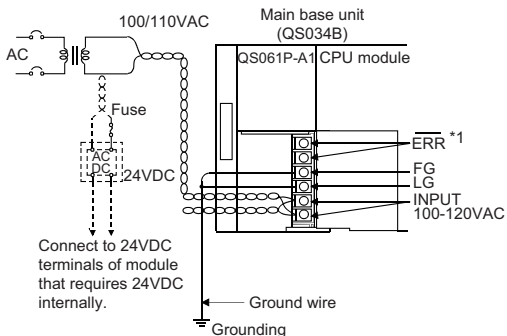 100/110VAC
AC
Main base unit
(QS034B)
QS061P-A1 CPU module
Fuse
AC
DC
24VDC
ERR *1
FG
LG
INPUT
100-120VAC
Connect to 24VDC
terminals of module
that requires 24VDC
internally.
Ground wire
Grounding